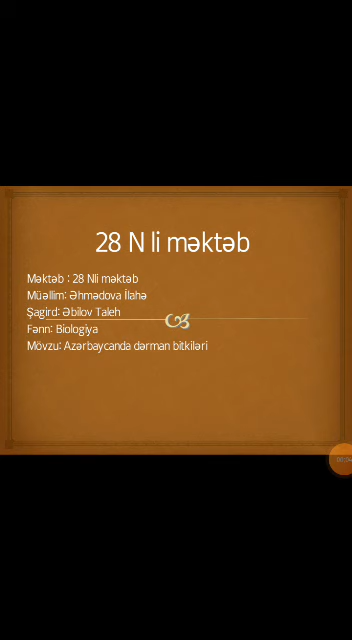 28 N li məktəb
Məktəb : 28 Nli məktəb
Müəllim: Əhmədova İlahə
Şagird: Əbilov Taleh
Fənn: Biologiya
Mövzu: Azərbaycanda dərman bitkiləri